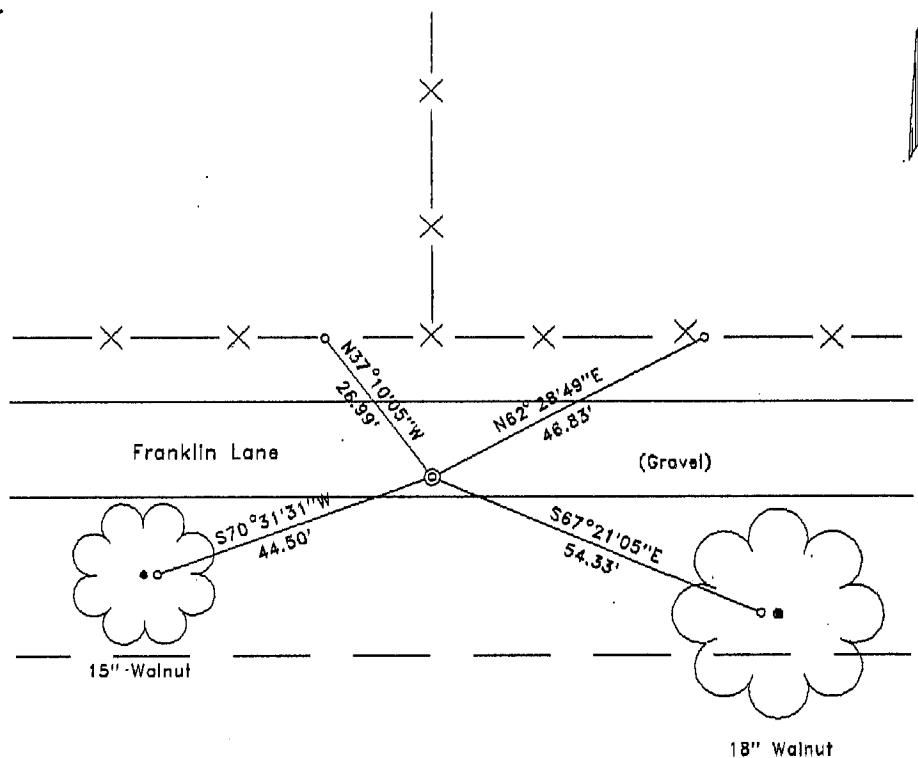 N37°10'05"W
26.99'
N62°28'49"E
46.83'
Franklin Lane
(Gravel)
S70°31'31"W
44.50'
S67°21'05"E
54.33'
15" Walnut
18" Walnut